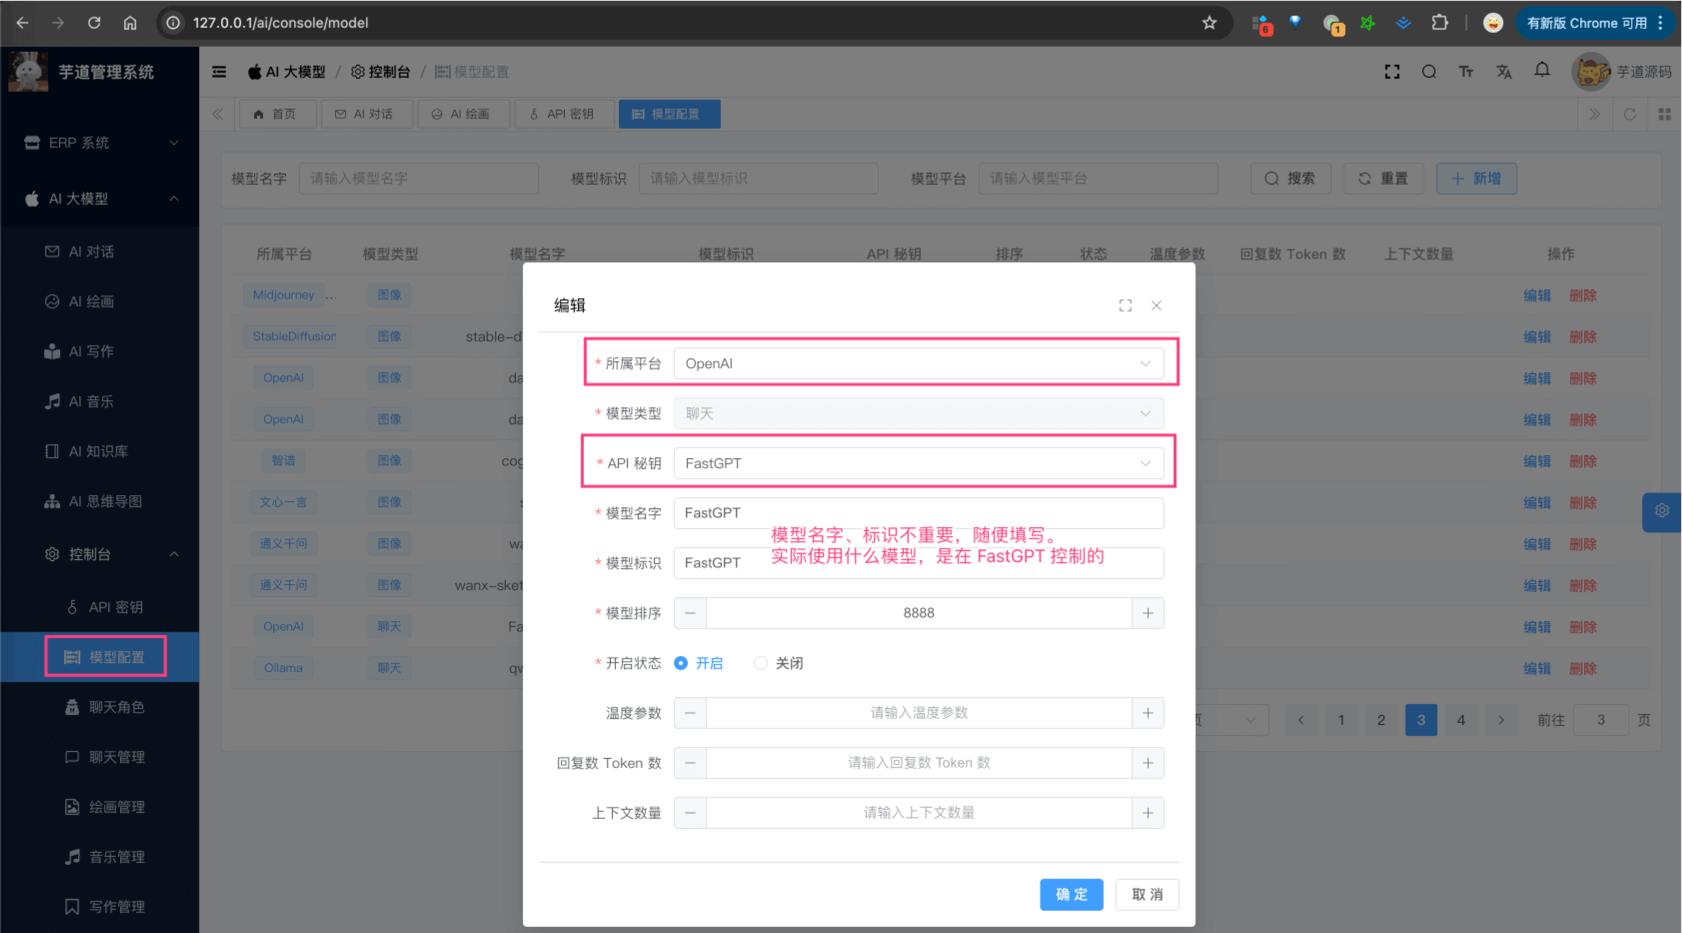 127.0.0.1/ai/console/model
6
1
有新版 Chrome 可用
芋道管理系统
AI 大模型 / 控制台 / 模型配置
芋道源码
首页
AI 对话
AI 绘画
API 密钥
模型配置
ERP 系统
AI 大模型
AI 对话
AI 绘画
AI 写作
AI 音乐
AI 知识库
AI 思维导图
控制台
API 密钥
模型配置
聊天角色
聊天管理
绘画管理
音乐管理
写作管理
模型名字 请输入模型名字 模型标识 请输入模型标识 模型平台 请输入模型平台 搜索 重置 新增
所属平台 模型类型 模型名字 模型标识 API 秘钥 排序 状态 温度参数 回复数 Token 数 上下文数量 操作
Midjourney ... 图像 编辑 删除
StableDiffusion 图像 stable-d 编辑 删除
OpenAI 图像 da 编辑 删除
OpenAI 图像 da 编辑 删除
智谱 图像 cog 编辑 删除
文心一言 图像 s 编辑 删除
通义千问 图像 wa 编辑 删除
通义千问 图像 wanx-sket 编辑 删除
OpenAI 聊天 Fa 编辑 删除
Ollama 聊天 qw 编辑 删除
页 1 2 3 4 前往 3 页
编辑
* 所属平台 OpenAI
* 模型类型 聊天
* API 秘钥 FastGPT
* 模型名字 FastGPT
模型名字、标识不重要，随便填写。
实际使用什么模型，是在 FastGPT 控制的
* 模型标识 FastGPT
* 模型排序 8888
* 开启状态 开启 关闭
温度参数 请输入温度参数
回复数 Token 数 请输入回复数 Token 数
上下文数量 请输入上下文数量
确 定 取 消